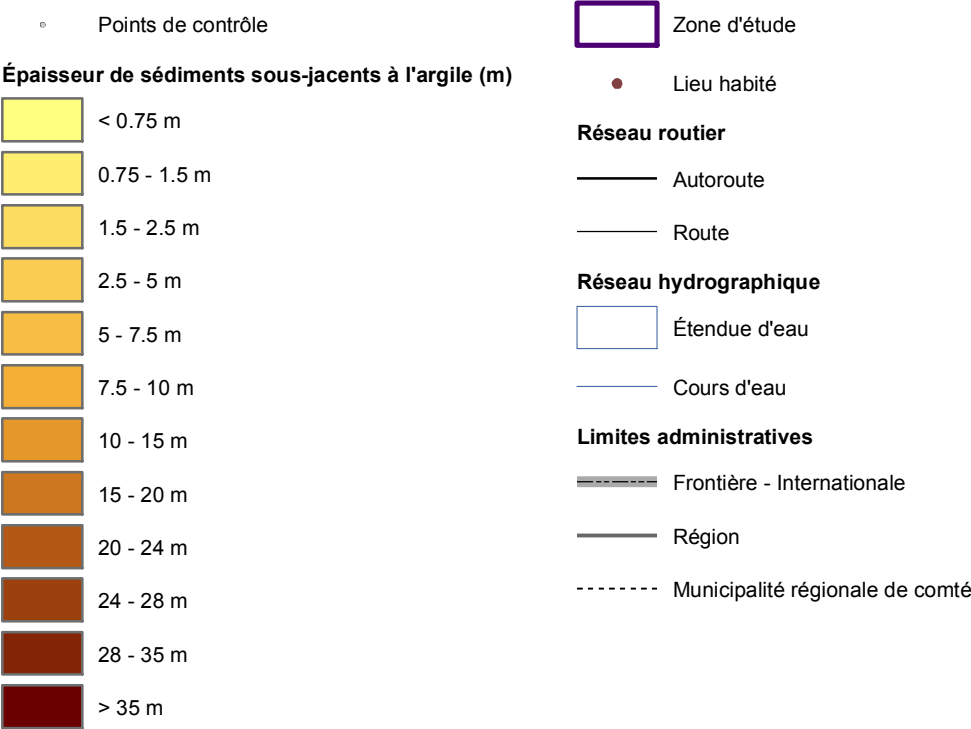 Points de contrôle
Épaisseur de sédiments sous-jacents à l'argile (m)
< 0.75 m
0.75 - 1.5 m
1.5 - 2.5 m
2.5 - 5 m
5 - 7.5 m
7.5 - 10 m
10 - 15 m
15 - 20 m
20 - 24 m
24 - 28 m
28 - 35 m
> 35 m
Zone d'étude
Lieu habité
Réseau routier
Autoroute
Route
Réseau hydrographique
Étendue d'eau
Cours d'eau
Limites administratives
Frontière - Internationale
Région
Municipalité régionale de comté